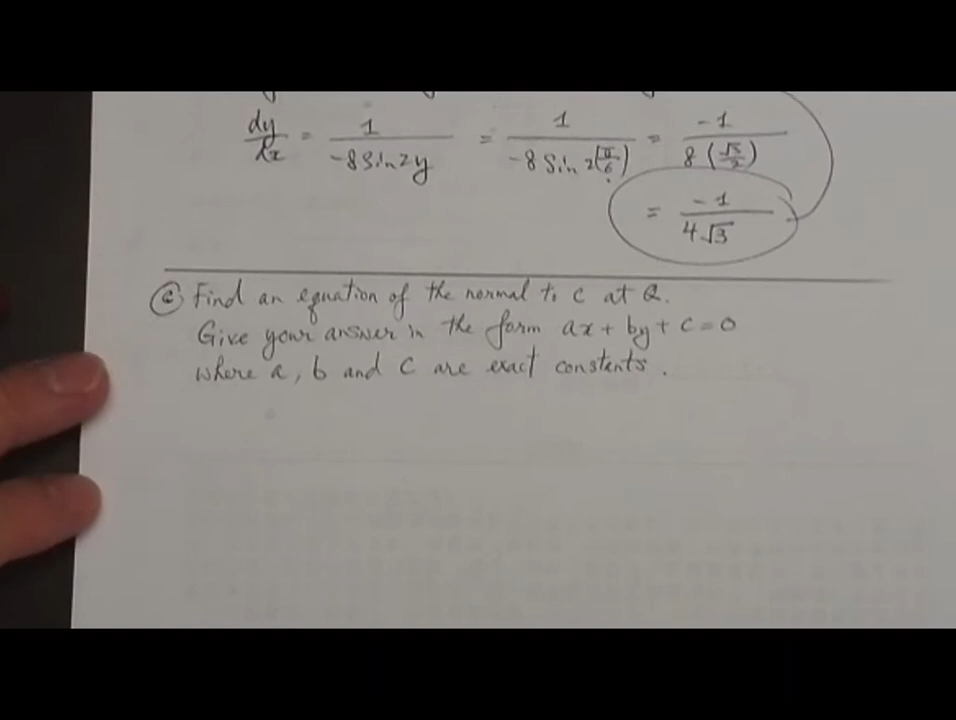 dy/dx = 1/(-8 Sin 2y) = 1/(-8 Sin 2(π/6)) = -1/(8(√3/2))
= -1/(4√3)
Ⓒ Find an equation of the normal to C at Q.
Give your answer in the form ax + by + c = 0
where a, b and c are exact constants.